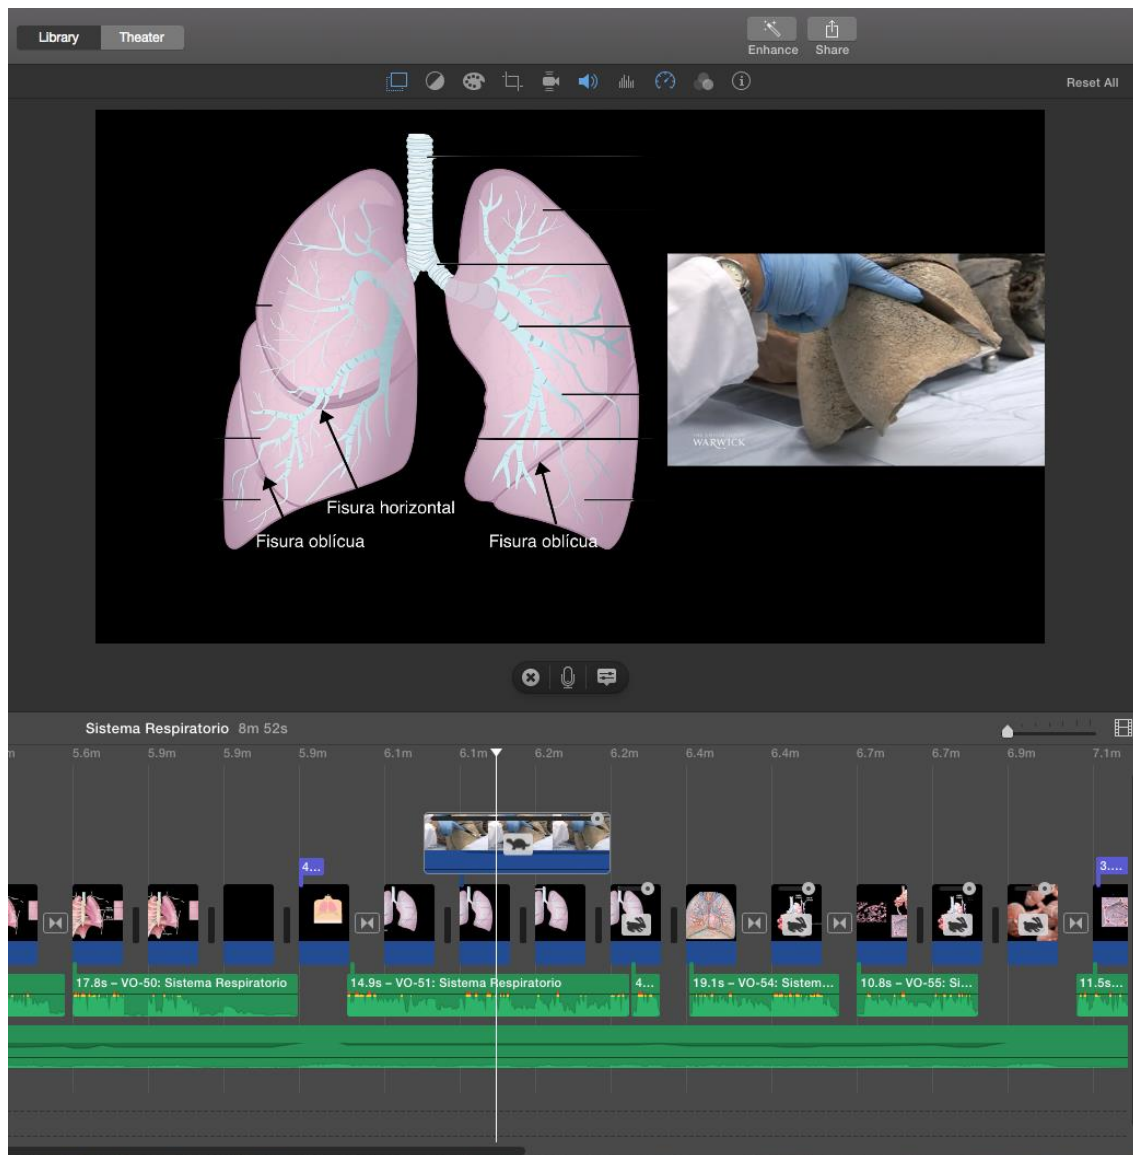 Library
Theater
Enhance
Share
Reset All
WARWICK
Fisura horizontal
Fisura oblícua
Fisura oblícua
Sistema Respiratorio 8m 52s
5.6m 5.9m 5.9m 5.9m 6.1m 6.1m 6.2m 6.2m 6.4m 6.4m 6.7m 6.7m 6.9m 7.1m
4...
3....
17.8s – VO-50: Sistema Respiratorio
14.9s – VO-51: Sistema Respiratorio
4...
19.1s – VO-54: Sistem...
10.8s – VO-55: Si...
11.5s...